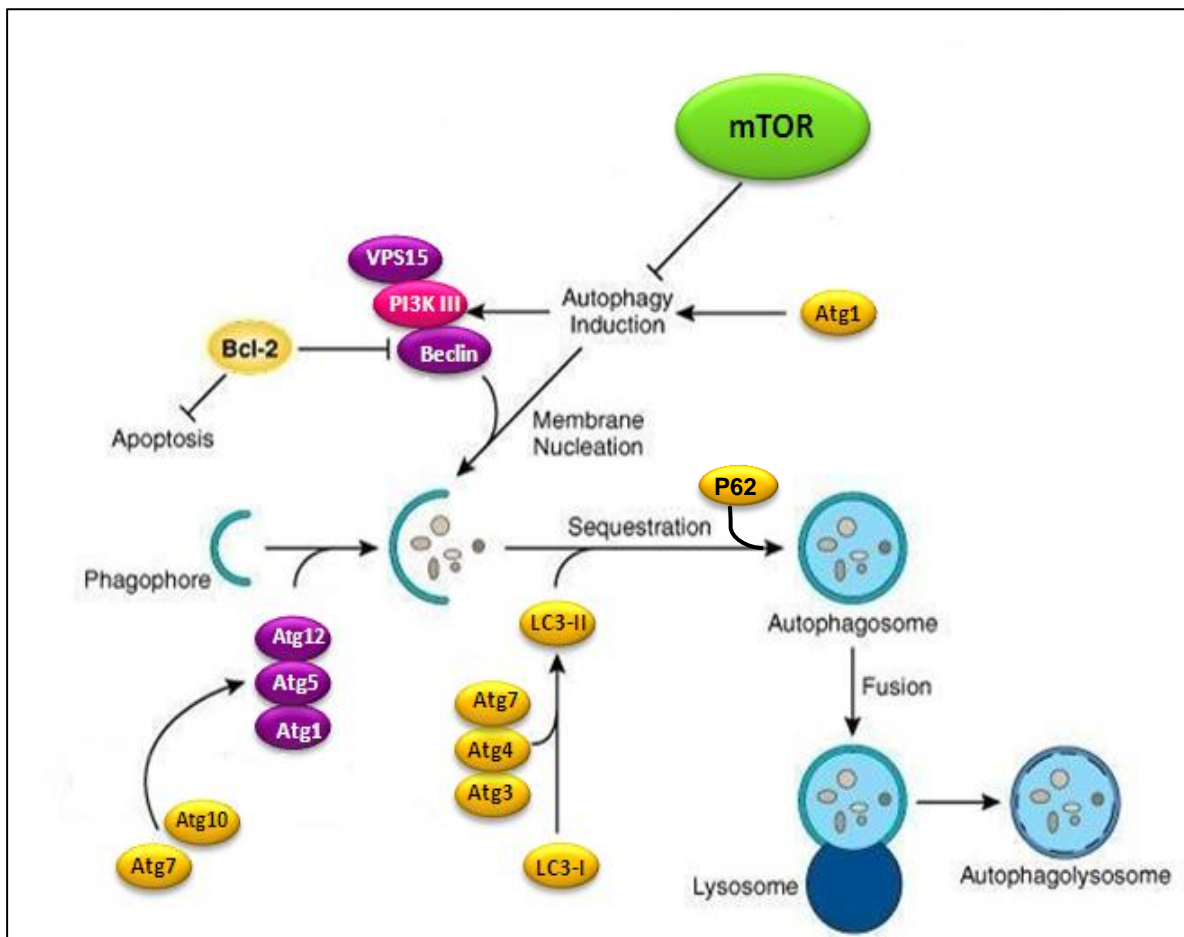 mTOR
VPS15
PI3K III
Beclin
Autophagy
Induction
Atg1
Bcl-2
Apoptosis
Membrane
Nucleation
P62
Sequestration
Phagophore
Autophagosome
Atg12
Atg5
Atg1
LC3-II
Fusion
Atg7
Atg4
Atg3
Atg10
Atg7
LC3-I
Lysosome
Autophagolysosome